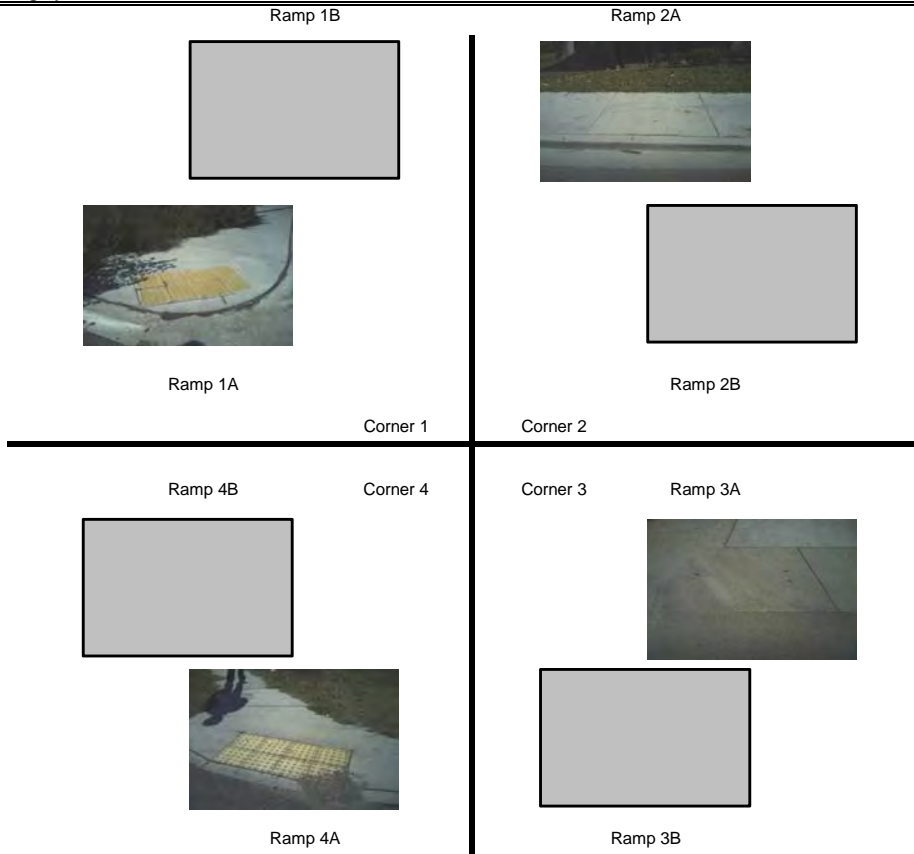 Ramp 1B
Ramp 2A
Ramp 1A
Ramp 2B
Corner 1
Corner 2
Ramp 4B
Corner 4
Corner 3
Ramp 3A
Ramp 4A
Ramp 3B